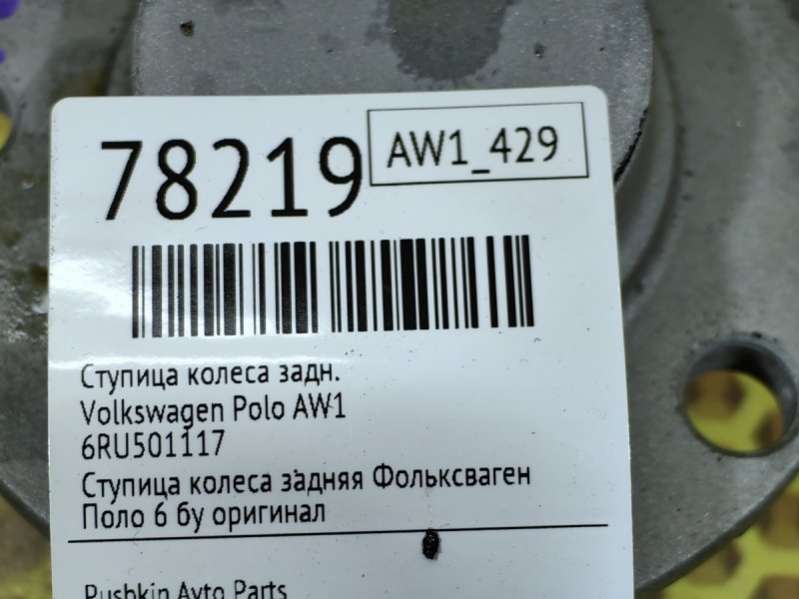 78219
AW1_429
Ступица колеса задн.
Volkswagen Polo AW1
6RU501117
Ступица колеса задняя Фольксваген
Поло 6 бу оригинал
Pushkin Avto Parts